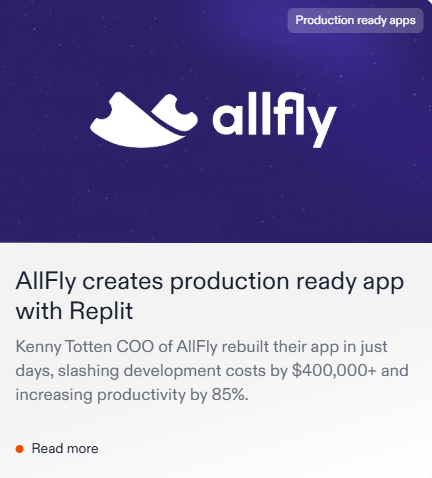 Production ready apps
allfly
AllFly creates production ready app
with Replit
Kenny Totten COO of AllFly rebuilt their app in just
days, slashing development costs by $400,000+ and
increasing productivity by 85%.
Read more